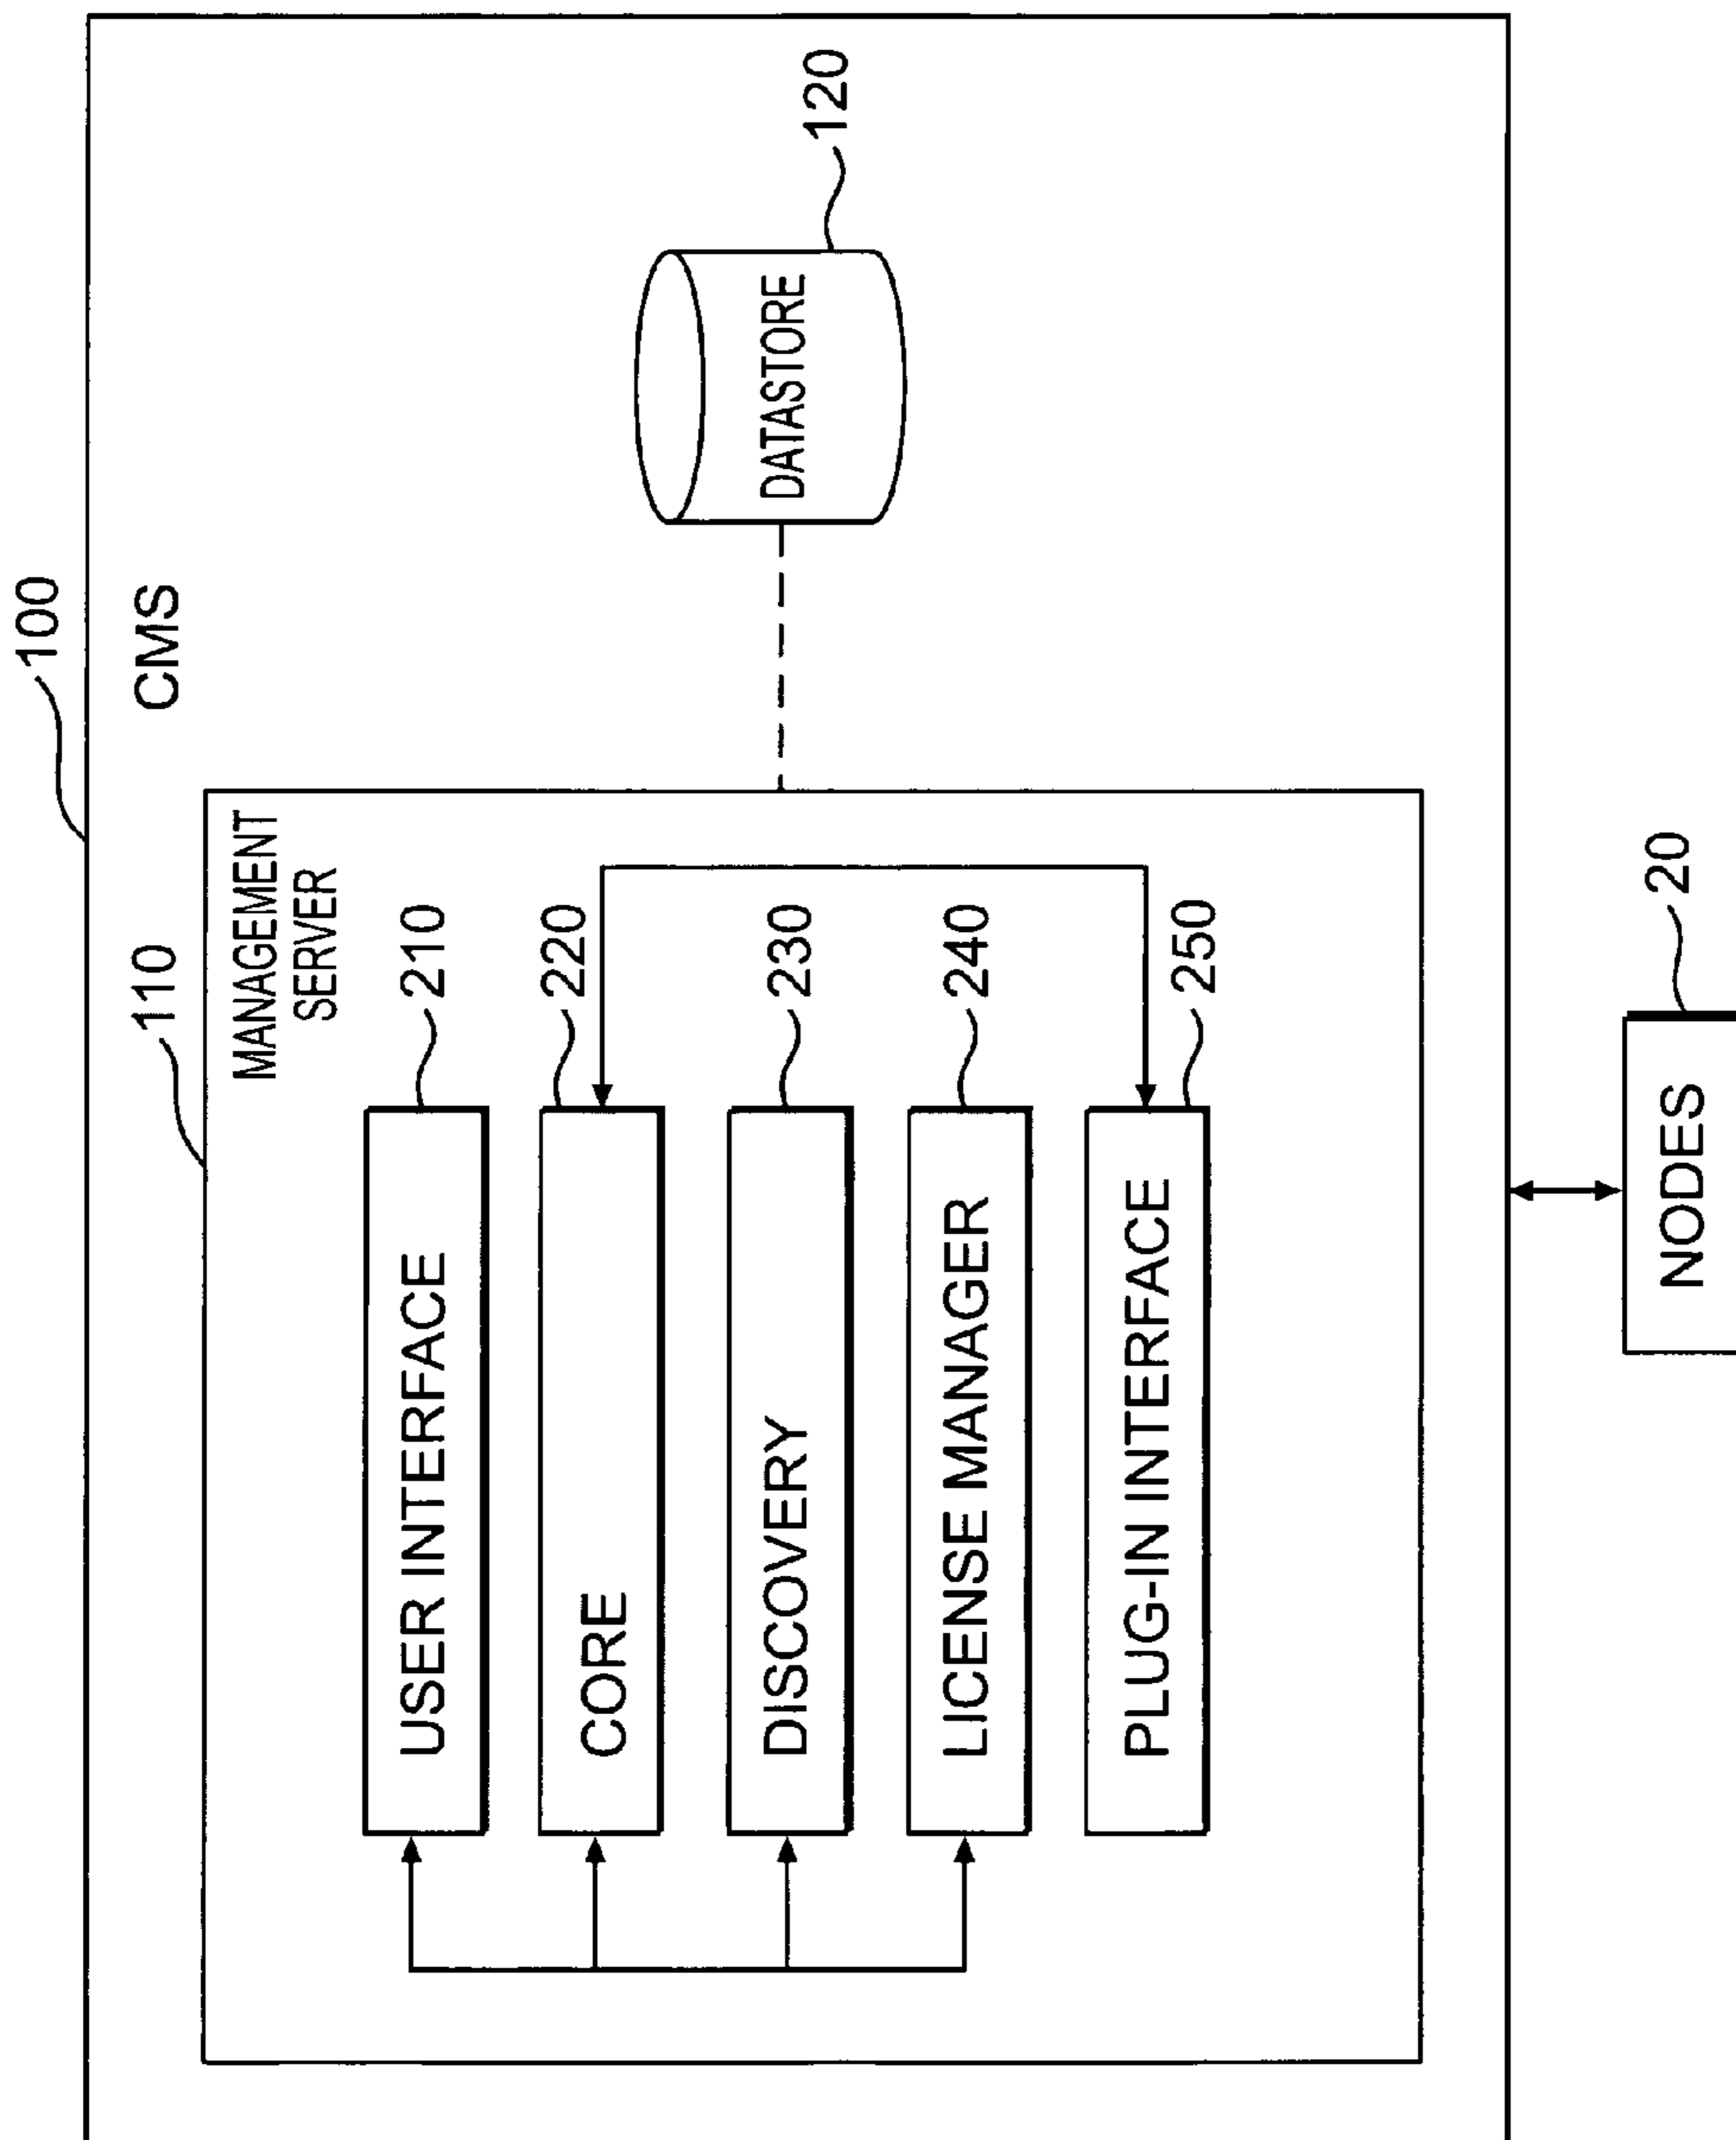 100
CMS
110
MANAGEMENT
SERVER
USER INTERFACE
210
CORE
220
DISCOVERY
230
LICENSE MANAGER
240
PLUG-IN INTERFACE
250
DATASTORE
120
NODES
20